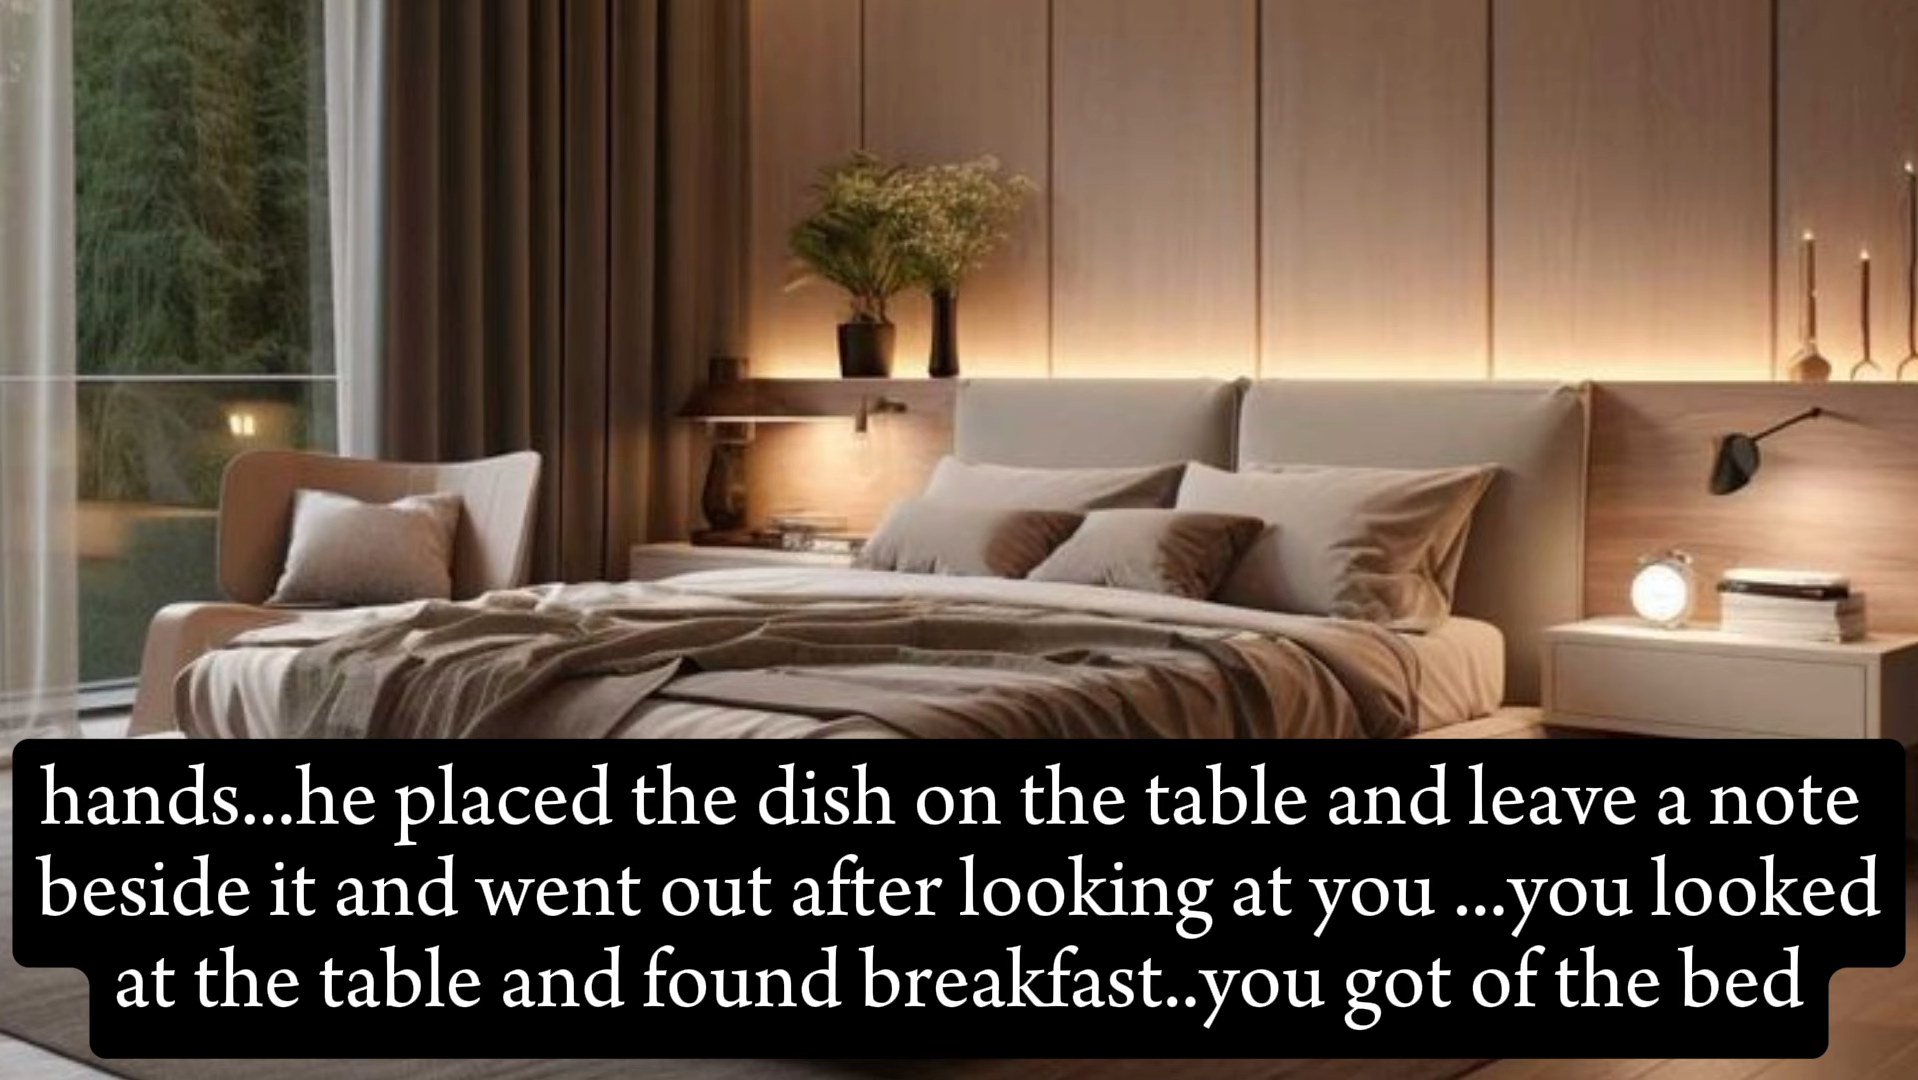 hands...he placed the dish on the table and leave a note
beside it and went out after looking at you ...you looked
at the table and found breakfast..you got of the bed